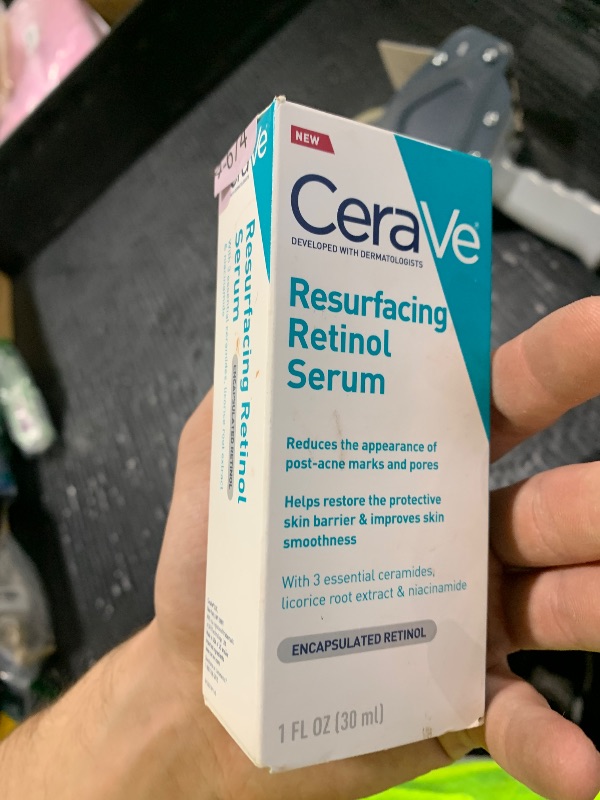 NEW
CeraVe
DEVELOPED WITH DERMATOLOGISTS
Resurfacing
Retinol
Serum
Reduces the appearance of
post-acne marks and pores
Helps restore the protective
skin barrier & improves skin
smoothness
With 3 essential ceramides,
licorice root extract & niacinamide
ENCAPSULATED RETINOL
1 FL OZ (30 ml)
Resurfacing Retinol
Serum
ENCAPSULATED RETINOL